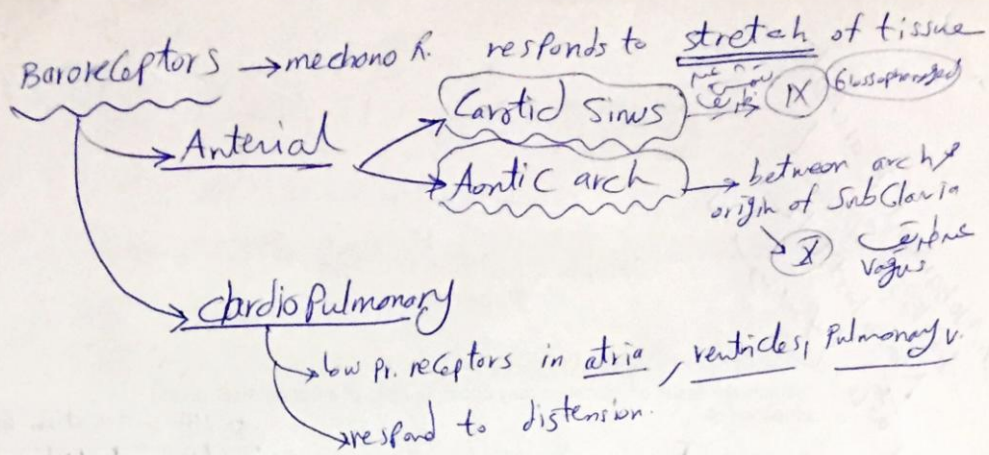 Baroreceptors → mechano R. responds to stretch of tissue
Arterial
Carotid Sinus → IX Glossopharyngeal
Aortic arch → between arch &
origin of SubClavia
X
Vagus
Cardio Pulmonary
low Pr. receptors in atria, ventricles, Pulmonary v.
respond to distension.